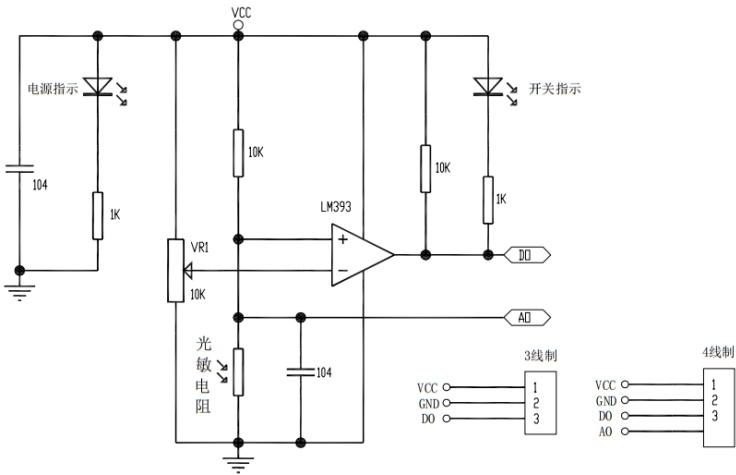 VCC
电源指示
开关指示
10K
10K
104
1K
1K
LM393
+
VR1
-
DO
10K
AO
光敏电阻
104
3线制
4线制
VCC
1
GND
2
DO
3
VCC
1
GND
2
DO
3
AO